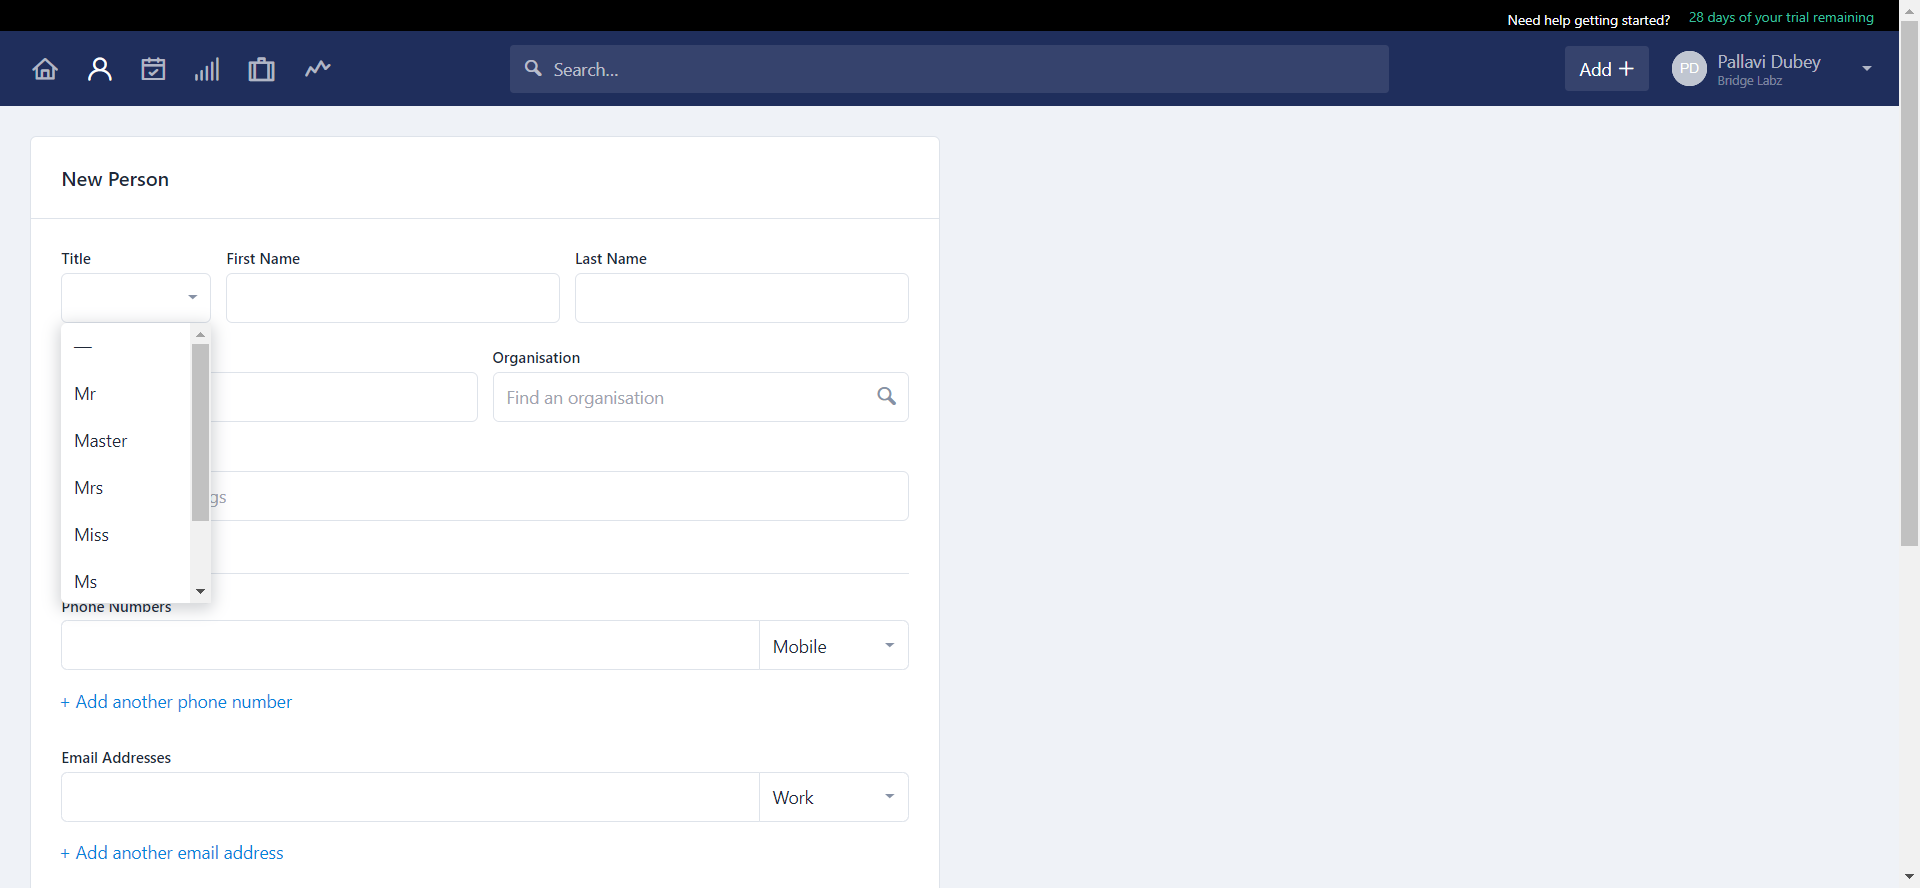 Need help getting started? 28 days of your trial remaining
Search...
Add +
PD
Pallavi Dubey
Bridge Labz
New Person
Title
First Name
Last Name
—
Mr
Master
Mrs
Miss
Ms
Organisation
Find an organisation
gs
Phone Numbers
Mobile
+ Add another phone number
Email Addresses
Work
+ Add another email address